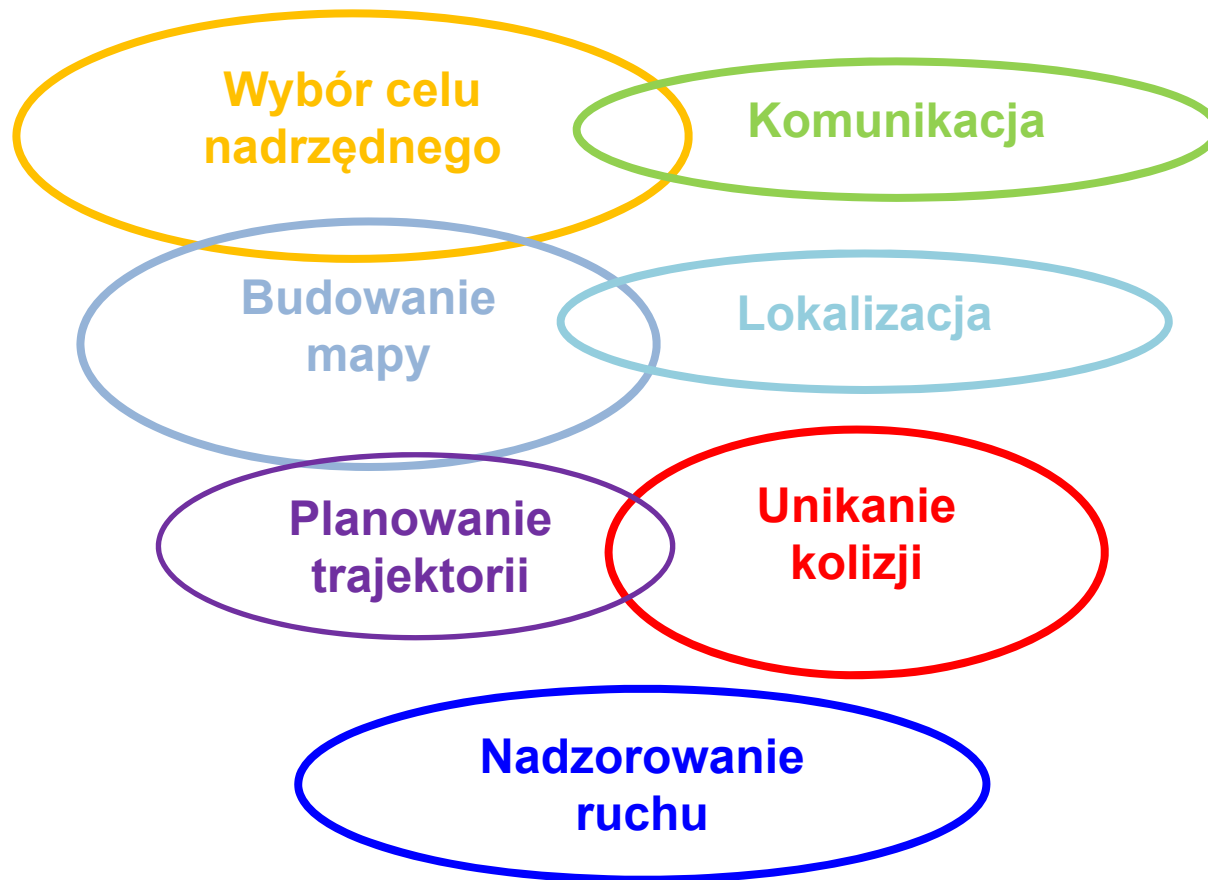 Wybór celu
nadrzędnego
Komunikacja
Budowanie
mapy
Lokalizacja
Planowanie
trajektorii
Unikanie
kolizji
Nadzorowanie
ruchu